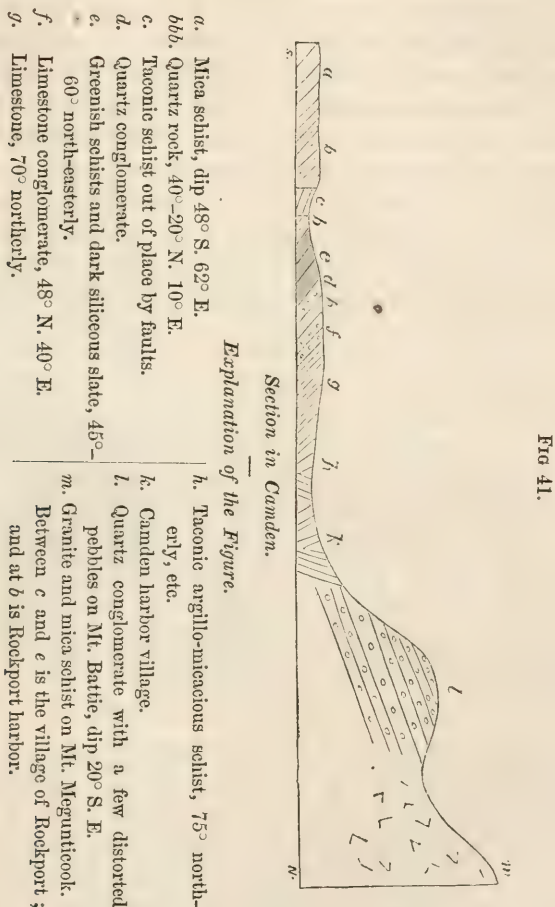 Fig 41.
a b c b e d b f g h k l m
S.
N.
Section in Camden.
Explanation of the Figure.
a. Mica schist, dip 48° S. 62° E.
bbb. Quartz rock, 40°–20° N. 10° E.
c. Taconic schist out of place by faults.
d. Quartz conglomerate.
e. Greenish schists and dark siliceous slate, 45°–
60° north-easterly.
f. Limestone conglomerate, 48° N. 40° E.
g. Limestone, 70° northerly.
h. Taconic argillo-micacious schist, 75° north-
erly, etc.
k. Camden harbor village.
l. Quartz conglomerate with a few distorted
pebbles on Mt. Battie, dip 20° S. E.
m. Granite and mica schist on Mt. Megunticook.
Between c and e is the village of Rockport;
and at b is Rockport harbor.